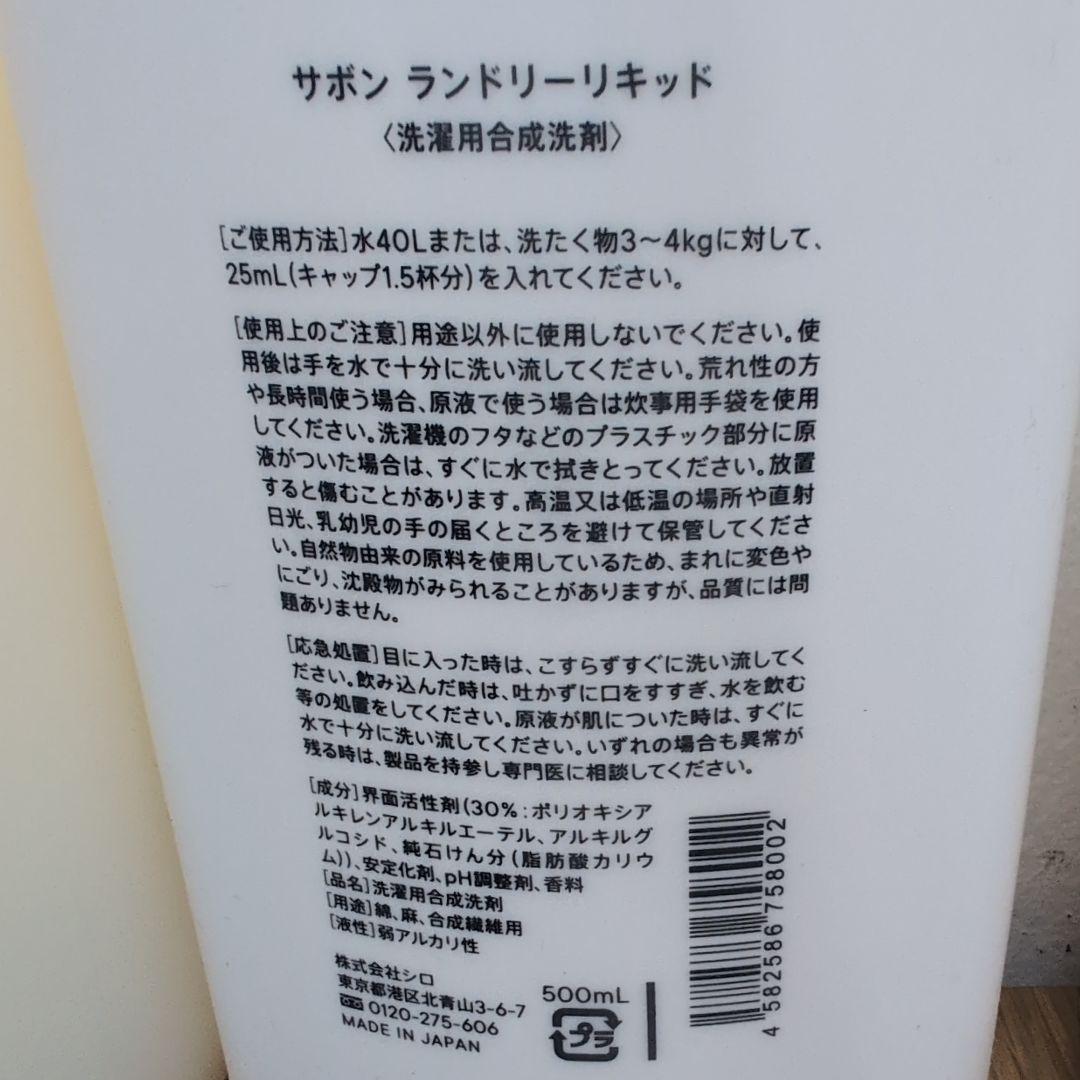 サボン ランドリーリキッド
〈洗濯用合成洗剤〉
[ご使用方法]水40Lまたは、洗たく物3〜4kgに対して、
25mL(キャップ1.5杯分)を入れてください。
[使用上のご注意]用途以外に使用しないでください。使
用後は手を水で十分に洗い流してください。荒れ性の方
や長時間使う場合、原液で使う場合は炊事用手袋を使用
してください。洗濯機のフタなどのプラスチック部分に原
液がついた場合は、すぐに水で拭きとってください。放置
すると傷むことがあります。高温又は低温の場所や直射
日光、乳幼児の手の届くところを避けて保管してくださ
い。自然物由来の原料を使用しているため、まれに変色や
にごり、沈殿物がみられることがありますが、品質には問
題ありません。
[応急処置]目に入った時は、こすらずすぐに洗い流してく
ださい。飲み込んだ時は、吐かずに口をすすぎ、水を飲む
等の処置をしてください。原液が肌についた時は、すぐに
水で十分に洗い流してください。いずれの場合も異常が
残る時は、製品を持参し専門医に相談してください。
[成分]界面活性剤(30%:ポリオキシア
ルキレンアルキルエーテル、アルキルグ
ルコシド、純石けん分(脂肪酸カリウ
ム))、安定化剤、pH調整剤、香料
[品名]洗濯用合成洗剤
[用途]綿、麻、合成繊維用
[液性]弱アルカリ性
株式会社シロ
東京都港区北青山3-6-7
0120-275-606
MADE IN JAPAN
500mL
プラ
4582586758002